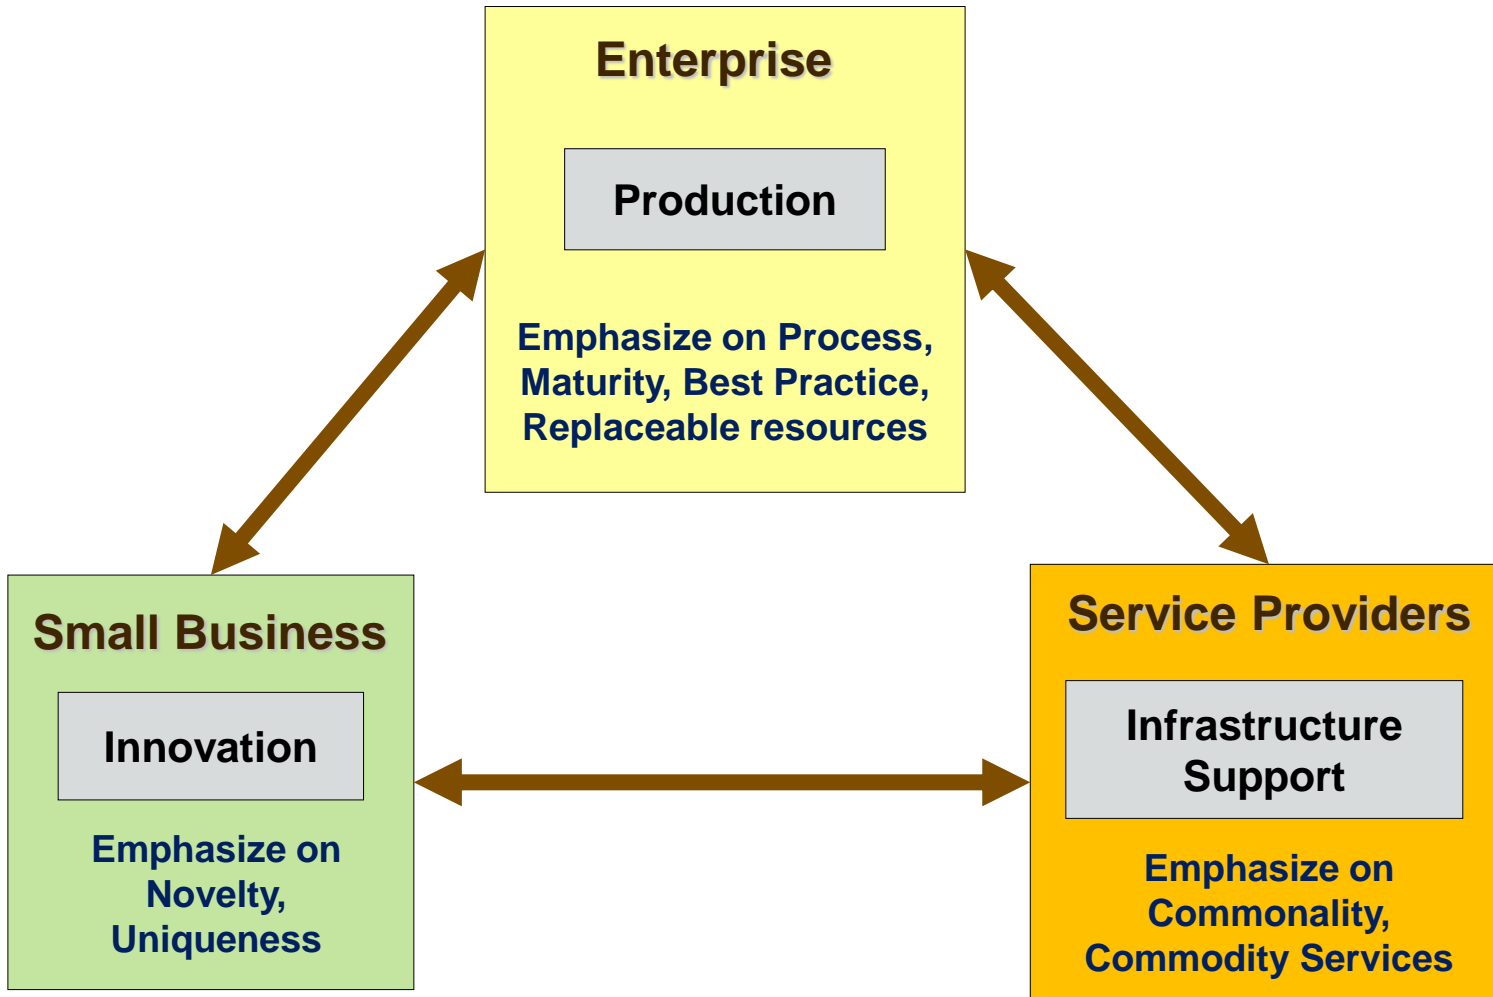 Enterprise
Production
Emphasize on Process,
Maturity, Best Practice,
Replaceable resources
Small Business
Innovation
Emphasize on
Novelty,
Uniqueness
Service Providers
Infrastructure
Support
Emphasize on
Commonality,
Commodity Services